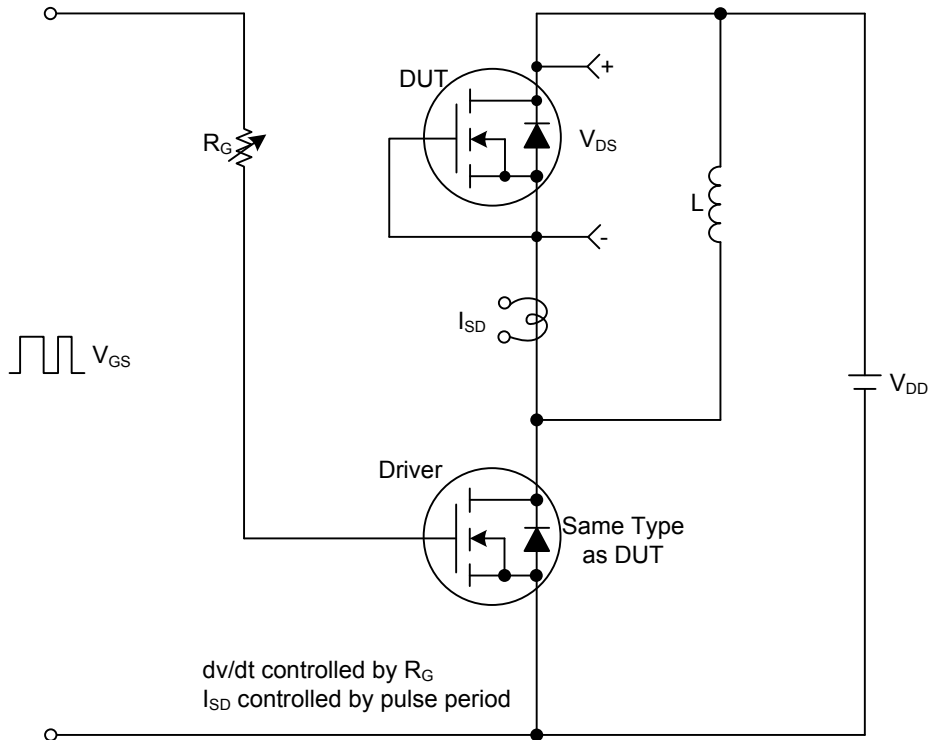 DUT
+
R_G
V_DS
L
-
I_SD
V_GS
V_DD
Driver
Same Type
as DUT
dv/dt controlled by R_G
I_SD controlled by pulse period